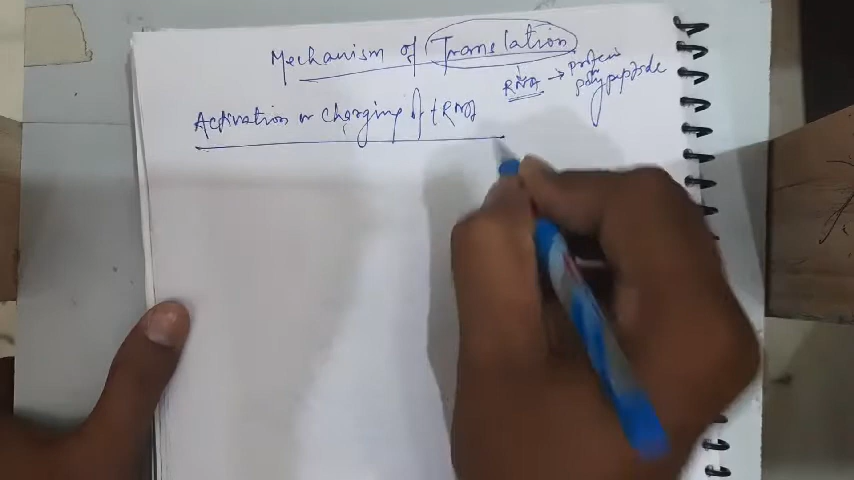 Mechanism of Translation
RNA → Protein
polypeptide
Activation or Charging of tRNA